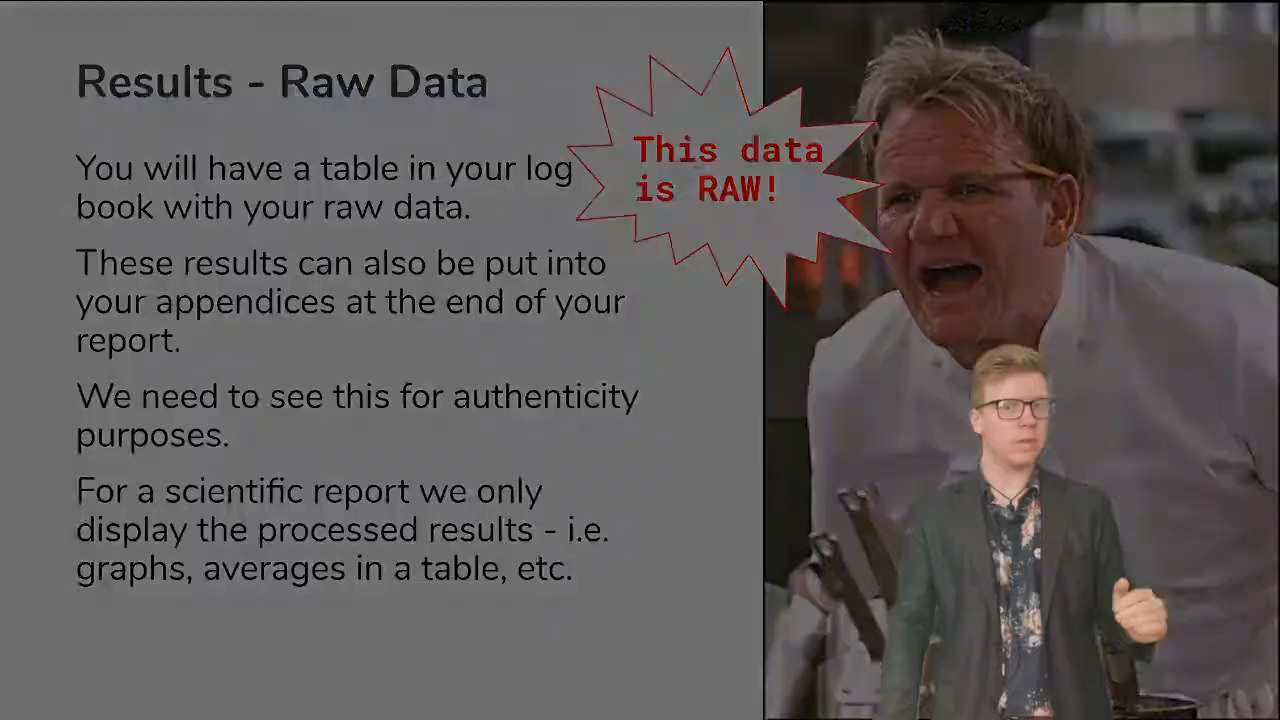 Results - Raw Data
This data
is RAW!
You will have a table in your log
book with your raw data.
These results can also be put into
your appendices at the end of your
report.
We need to see this for authenticity
purposes.
For a scientific report we only
display the processed results - i.e.
graphs, averages in a table, etc.